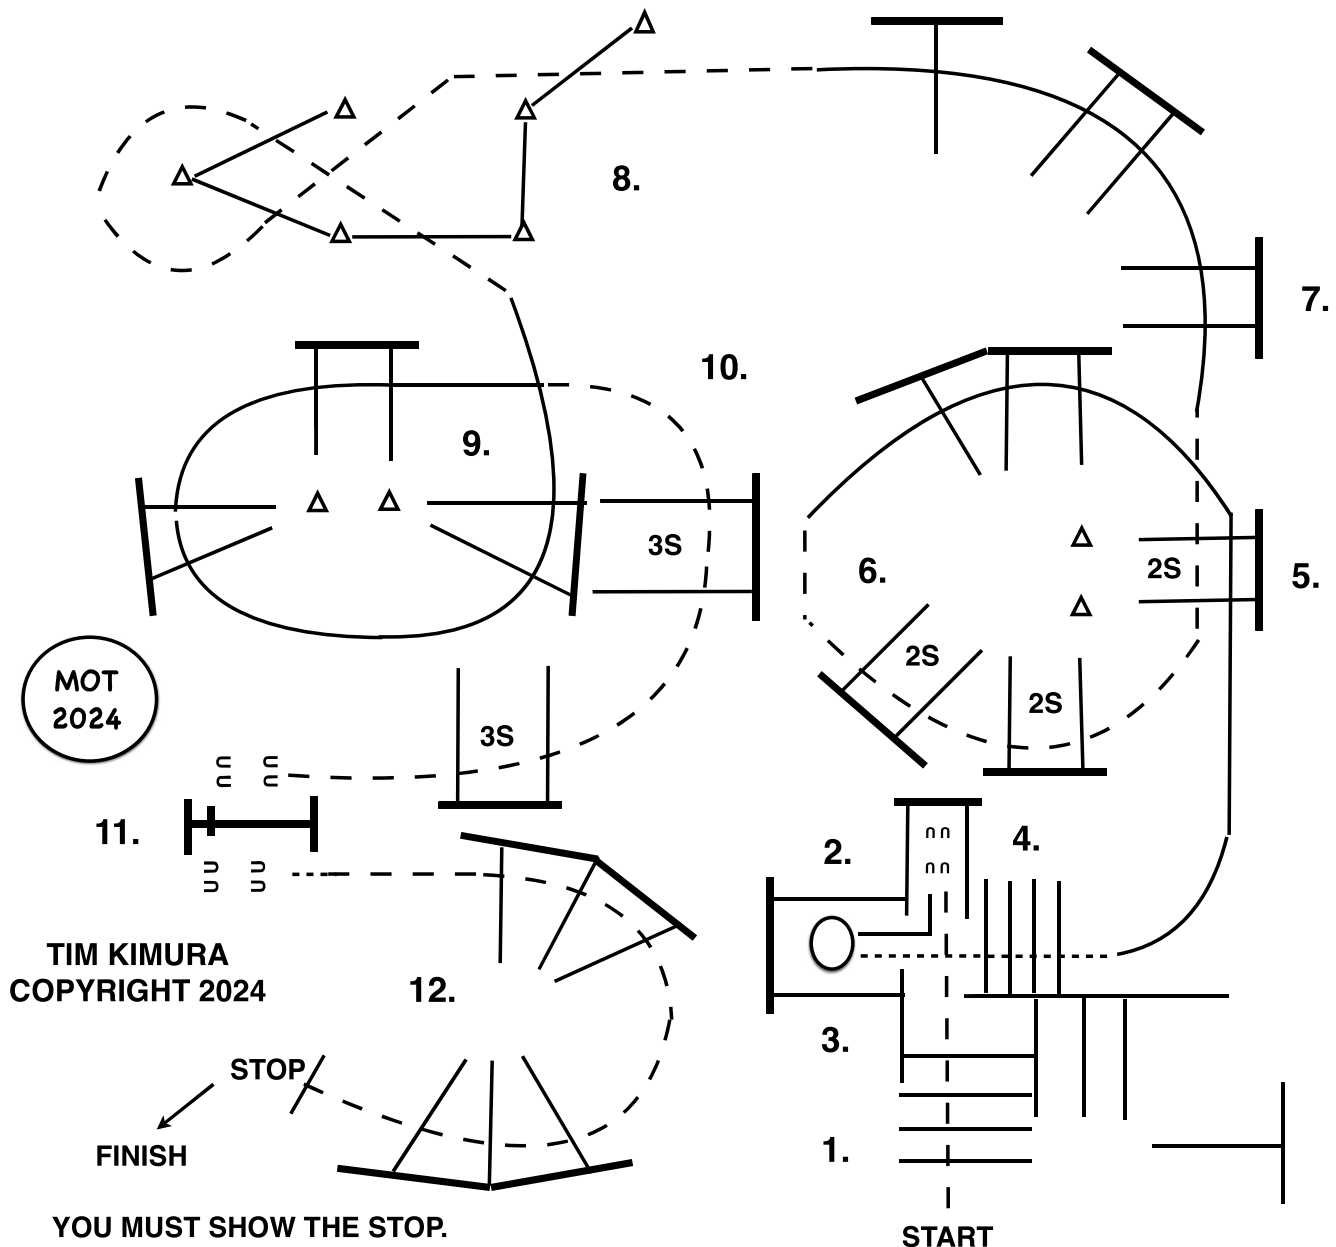 8.
7.
10.
9.
3S
6.
2S
5.
2S
2S
MOT
2024
3S
11.
2.
4.
TIM KIMURA
COPYRIGHT 2024
12.
3.
STOP
1.
FINISH
YOU MUST SHOW THE STOP.
START